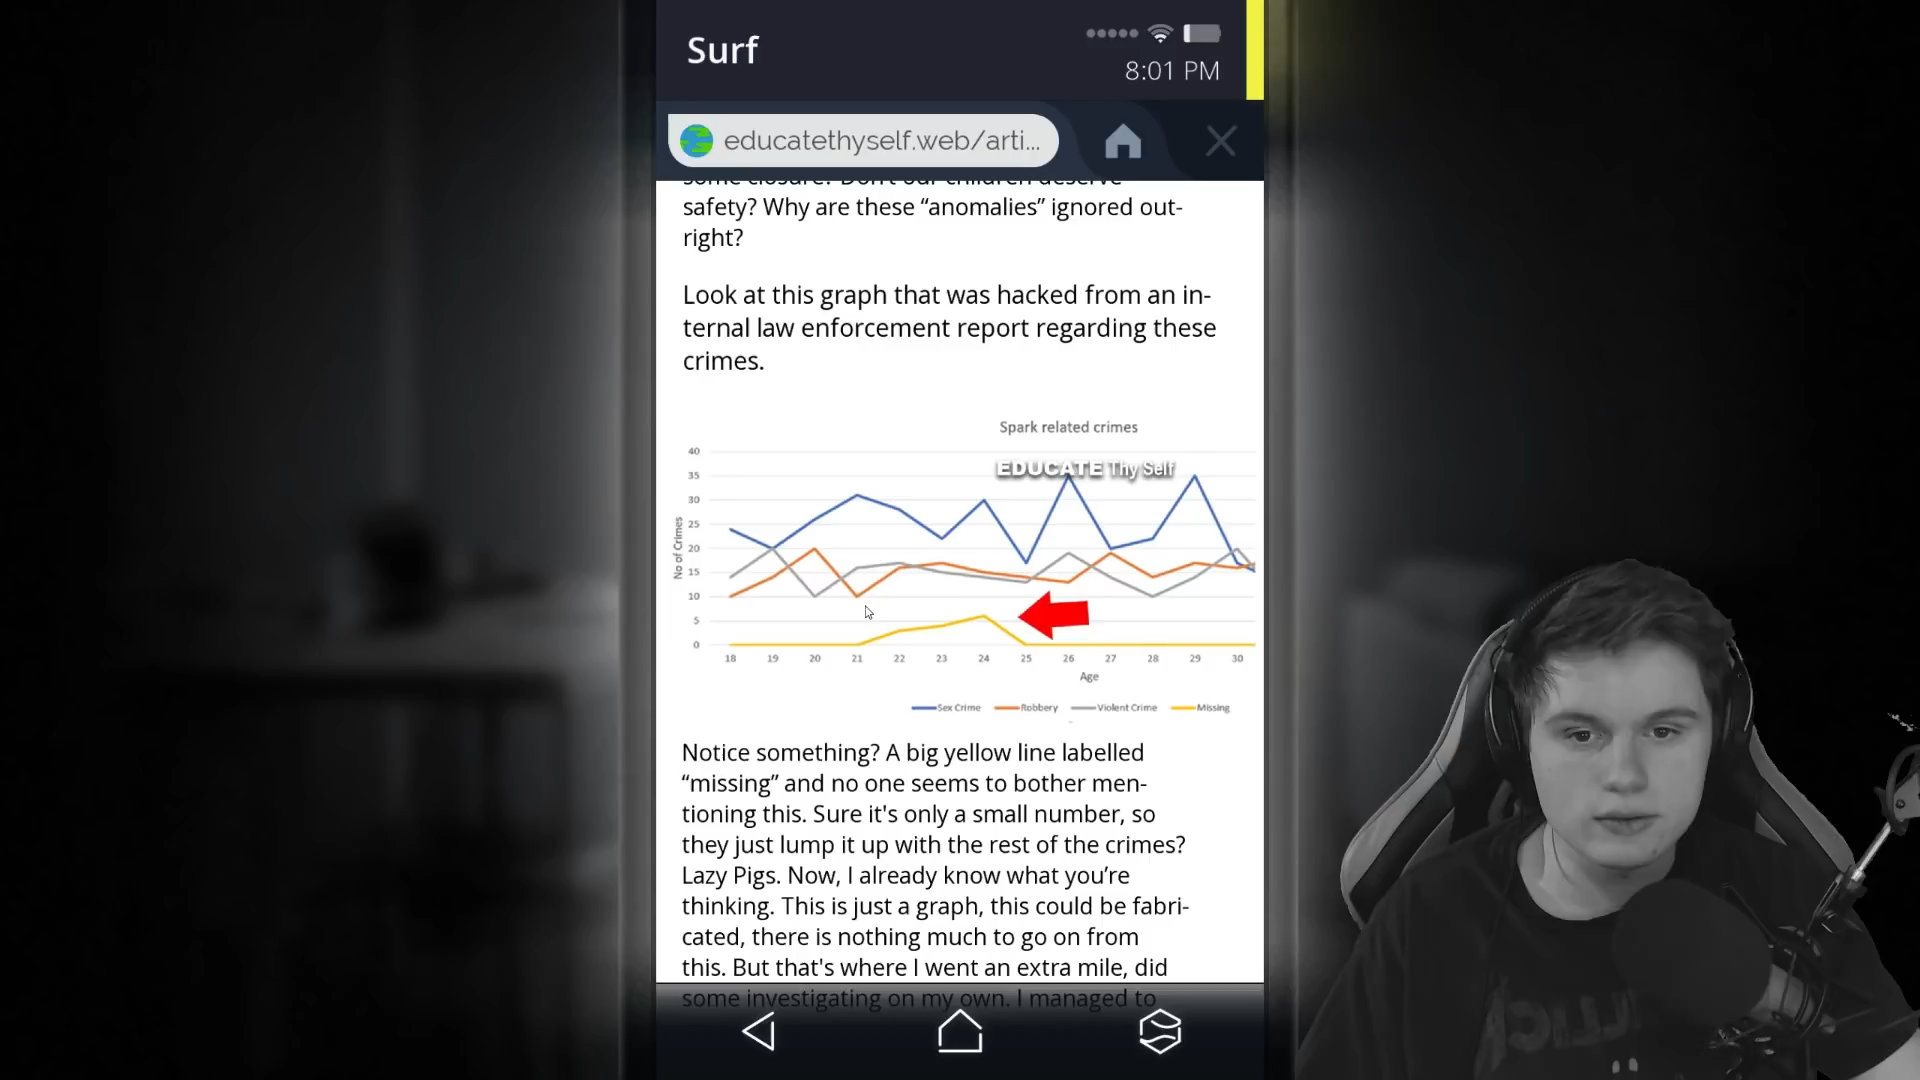 Surf
8:01 PM
educatethyself.web/arti...
some closure? Don't our children deserve
safety? Why are these “anomalies” ignored out-
right?
Look at this graph that was hacked from an in-
ternal law enforcement report regarding these
crimes.
Spark related crimes
EDUCATE Thy Self
No of Crimes
40
35
30
25
20
15
10
5
0
18 19 20 21 22 23 24 25 26 27 28 29 30
Age
Sex Crime Robbery Violent Crime Missing
Notice something? A big yellow line labelled
“missing” and no one seems to bother men-
tioning this. Sure it's only a small number, so
they just lump it up with the rest of the crimes?
Lazy Pigs. Now, I already know what you’re
thinking. This is just a graph, this could be fabri-
cated, there is nothing much to go on from
this. But that's where I went an extra mile, did
some investigating on my own. I managed to